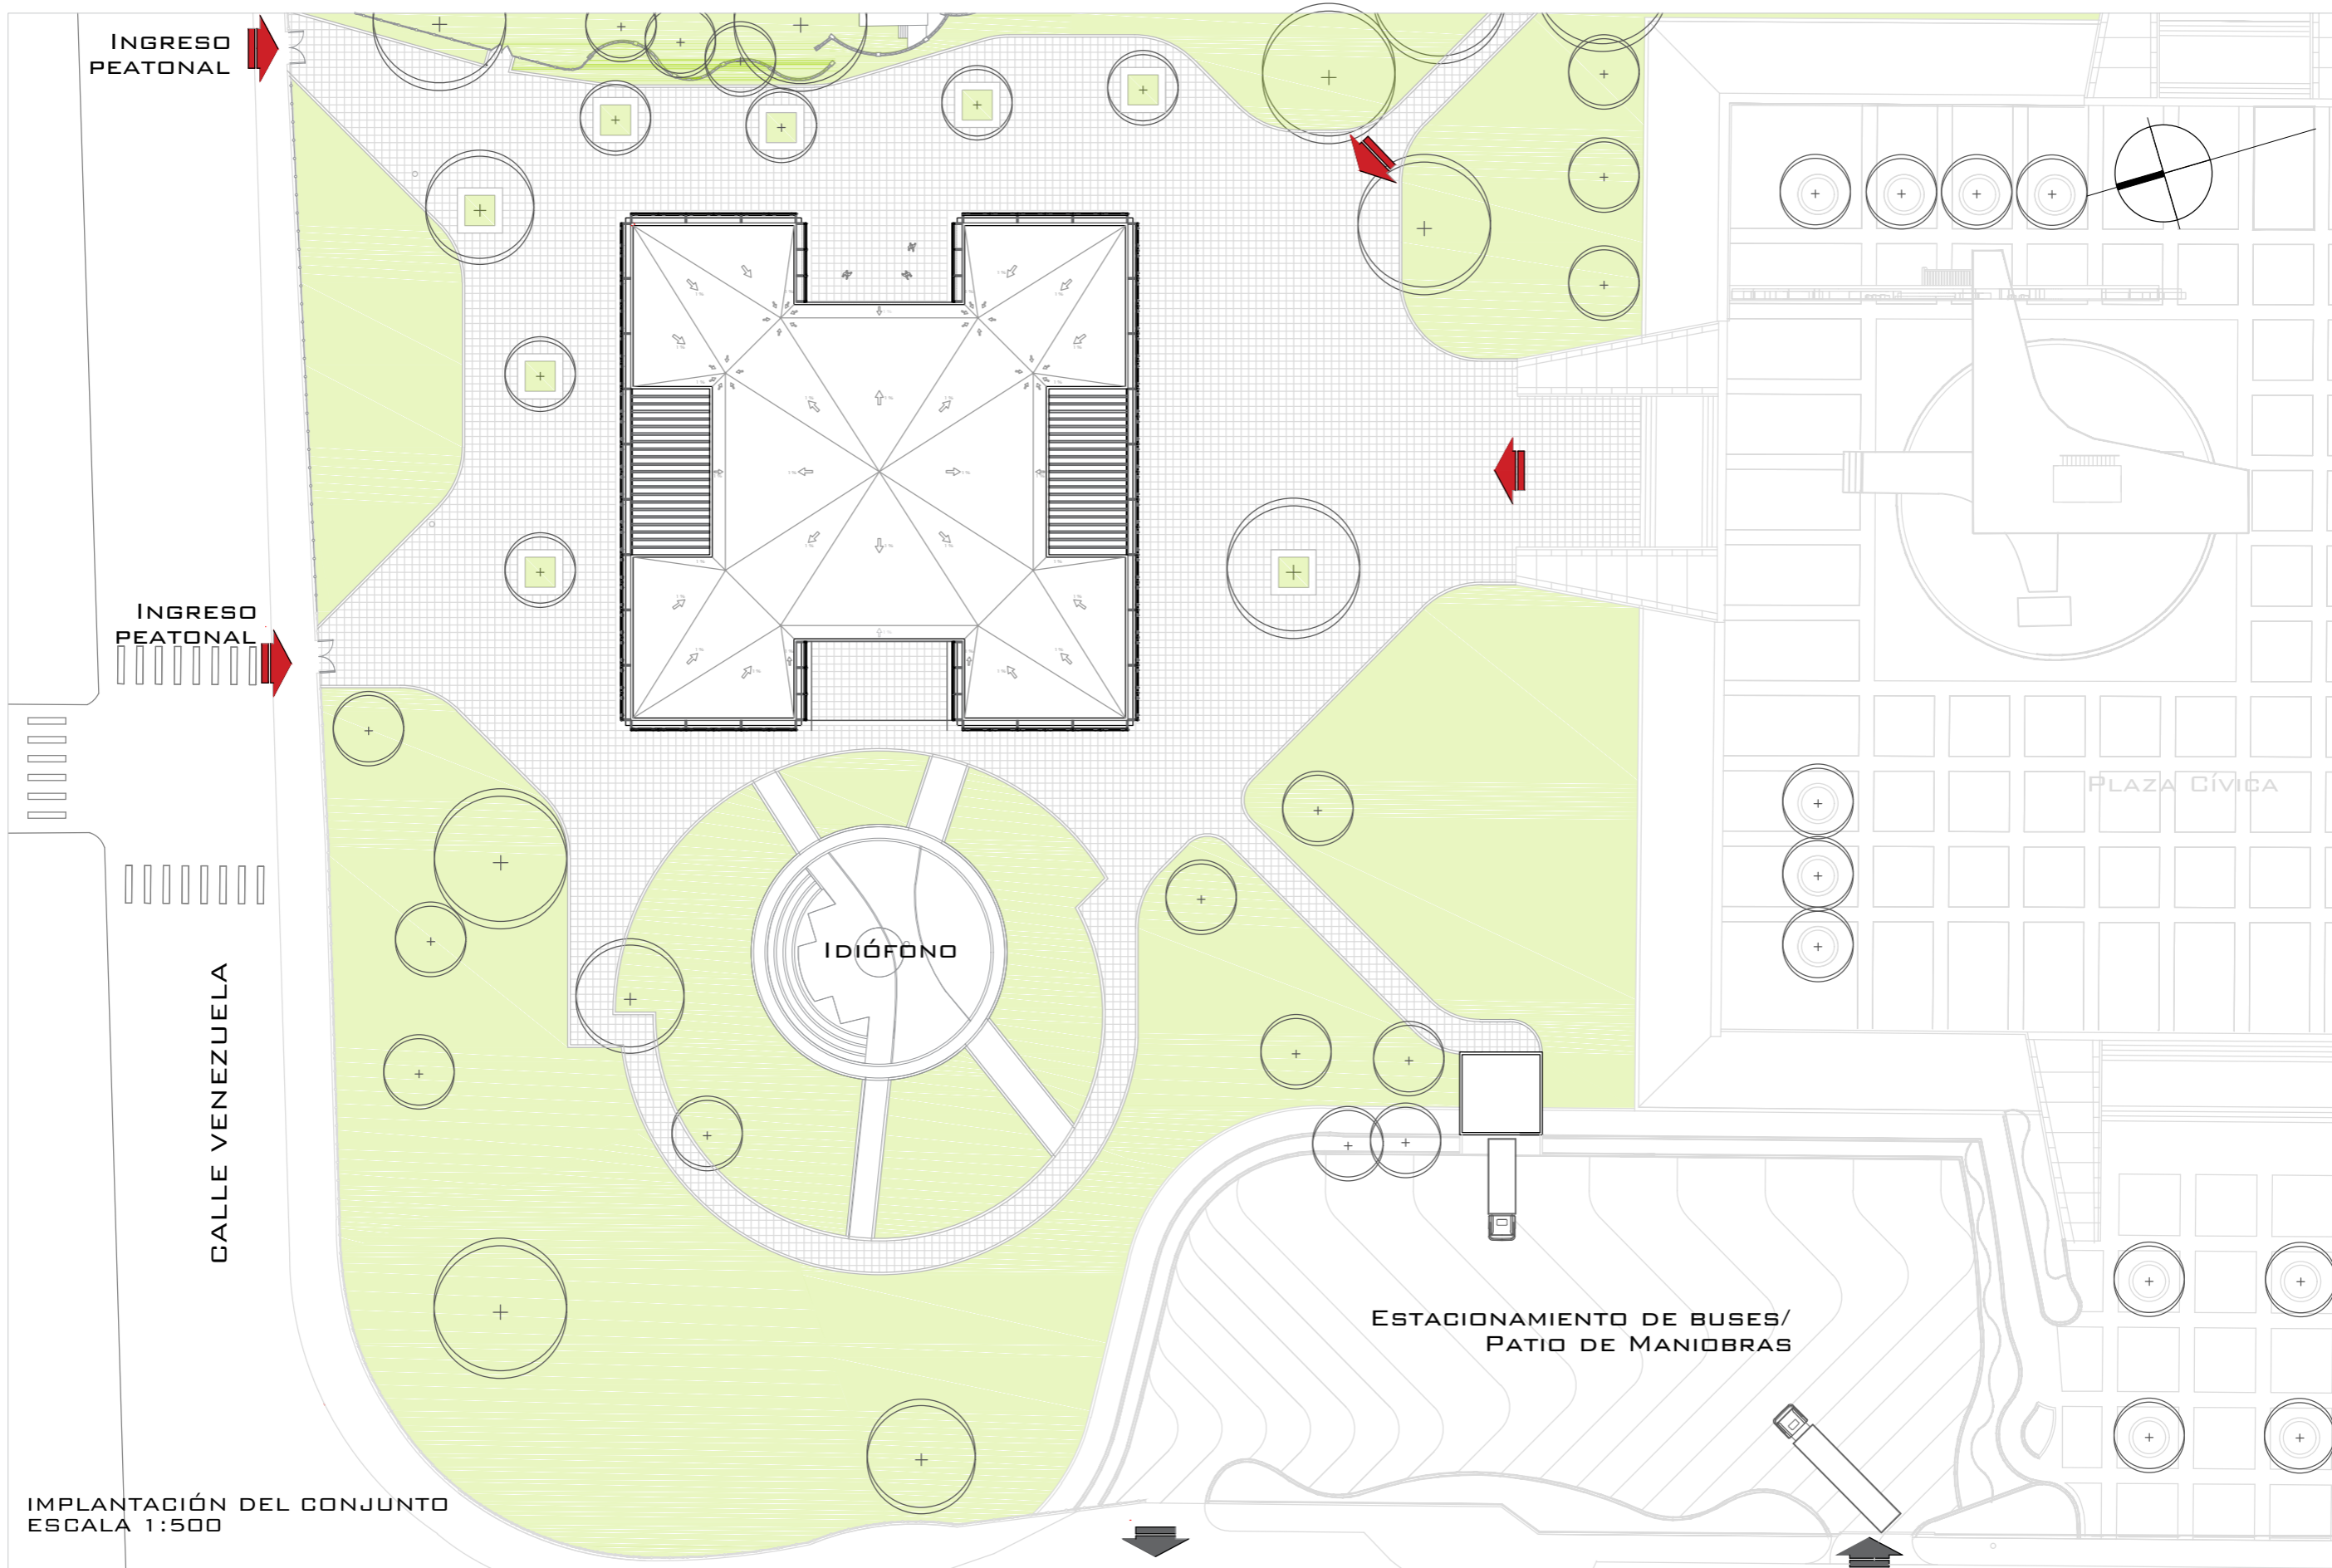 Ingreso
peatonal
Ingreso
peatonal
Plaza Cívica
Idiófono
CALLE VENEZUELA
Estacionamiento de buses/
Patio de Maniobras
IMPLANTACIÓN DEL CONJUNTO
ESCALA 1:500